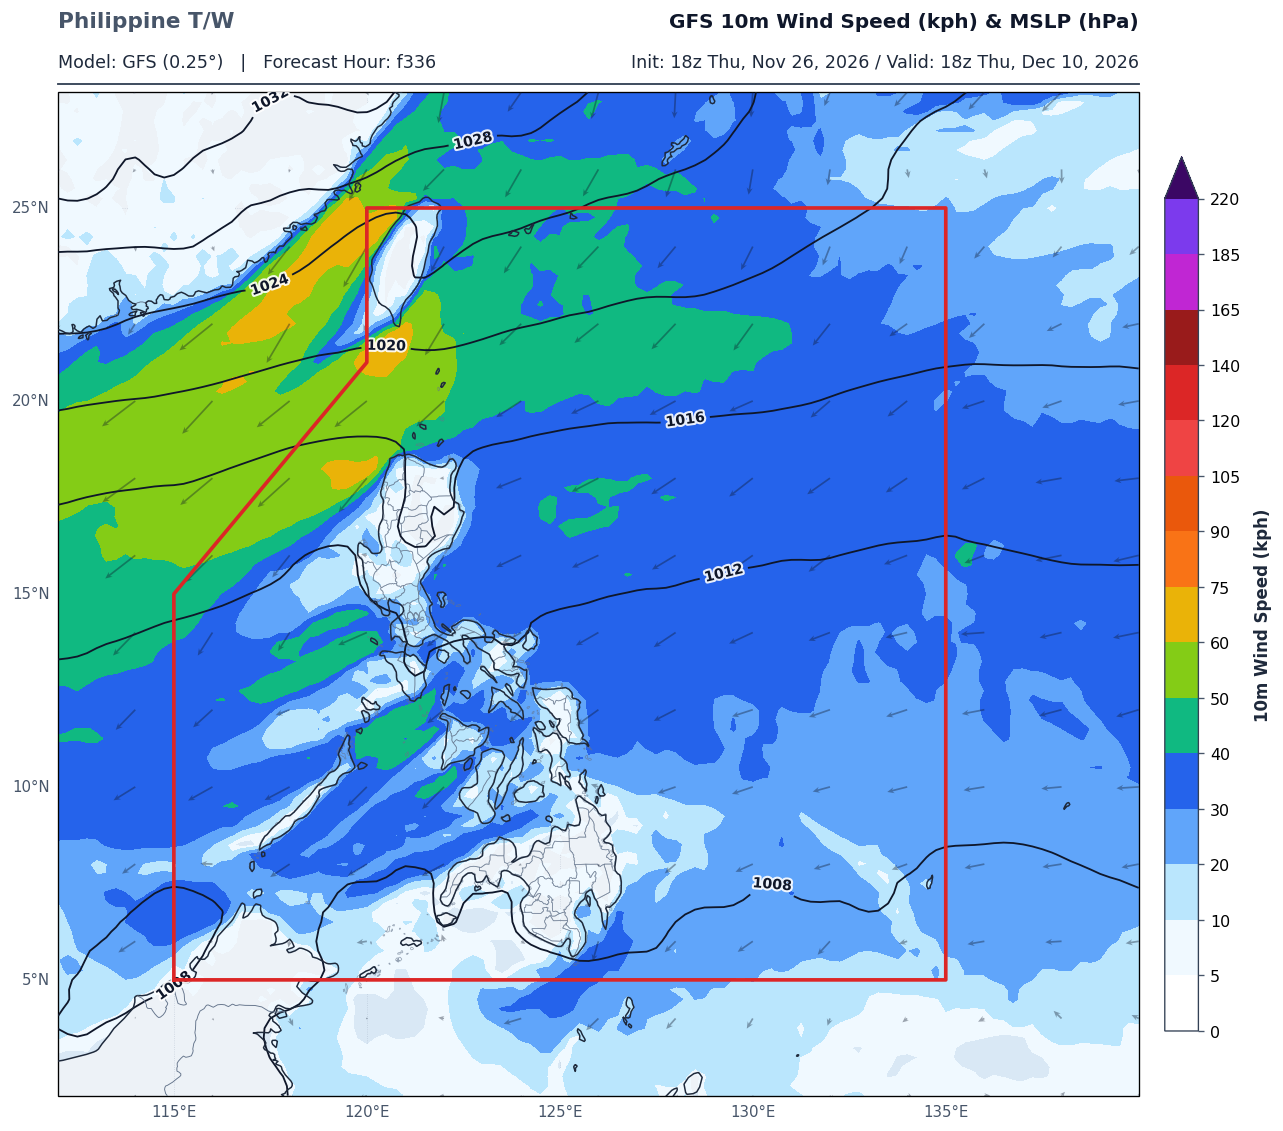 Philippine T/W
GFS 10m Wind Speed (kph) & MSLP (hPa)
Model: GFS (0.25°) | Forecast Hour: f336
Init: 18z Thu, Nov 26, 2026 / Valid: 18z Thu, Dec 10, 2026
1032
1028
1024
1020
1016
1012
1008
1008
25°N
20°N
15°N
10°N
5°N
115°E
120°E
125°E
130°E
135°E
220
185
165
140
120
105
90
75
60
50
40
30
20
10
5
0
10m Wind Speed (kph)